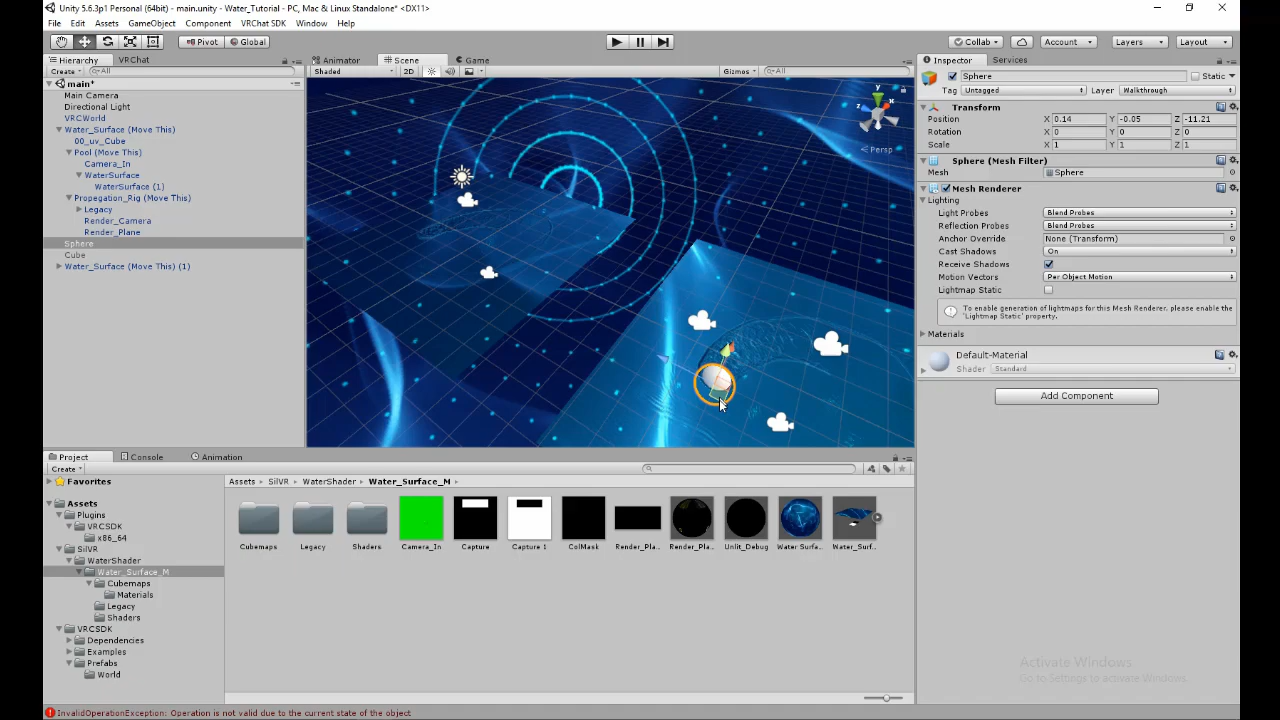 Unity 5.6.3p1 Personal (64bit) - main.unity - Water_Tutorial - PC, Mac & Linux Standalone* <DX11>
File Edit Assets GameObject Component VRChat SDK Window Help
Pivot Global Collab Account Layers Layout
Hierarchy VRChat
Create All
main*
Main Camera
Directional Light
VRCWorld
Water_Surface (Move This)
00_uv_Cube
Pool (Move This)
Camera_In
WaterSurface
WaterSurface (1)
Propegation_Rig (Move This)
Legacy
Render_Camera
Render_Plane
Sphere
Cube
Water_Surface (Move This) (1)
Animator Scene Game
Shaded 2D Gizmos All
y
x
z
Persp
Inspector Services
Sphere Static
Tag Untagged Layer Walkthrough
Transform
Position X 0.14 Y -0.05 Z -11.21
Rotation X 0 Y 0 Z 0
Scale X 1 Y 1 Z 1
Sphere (Mesh Filter)
Mesh Sphere
Mesh Renderer
Lighting
Light Probes Blend Probes
Reflection Probes Blend Probes
Anchor Override None (Transform)
Cast Shadows On
Receive Shadows
Motion Vectors Per Object Motion
Lightmap Static
To enable generation of lightmaps for this Mesh Renderer, please enable the
'Lightmap Static' property.
Materials
Default-Material
Shader Standard
Add Component
Project Console Animation
Create
Favorites
Assets
Plugins
VRCSDK
x86_64
SilVR
WaterShader
Water_Surface_M
Cubemaps
Materials
Legacy
Shaders
VRCSDK
Dependencies
Examples
Prefabs
World
Assets SilVR WaterShader Water_Surface_M
Cubemaps Legacy Shaders Camera_In Capture Capture 1 ColMask Render_Pla... Render_Pla... Unlit_Debug Water Surfa... Water_Surf...
Activate Windows
Go to Settings to activate Windows.
InvalidOperationException: Operation is not valid due to the current state of the object